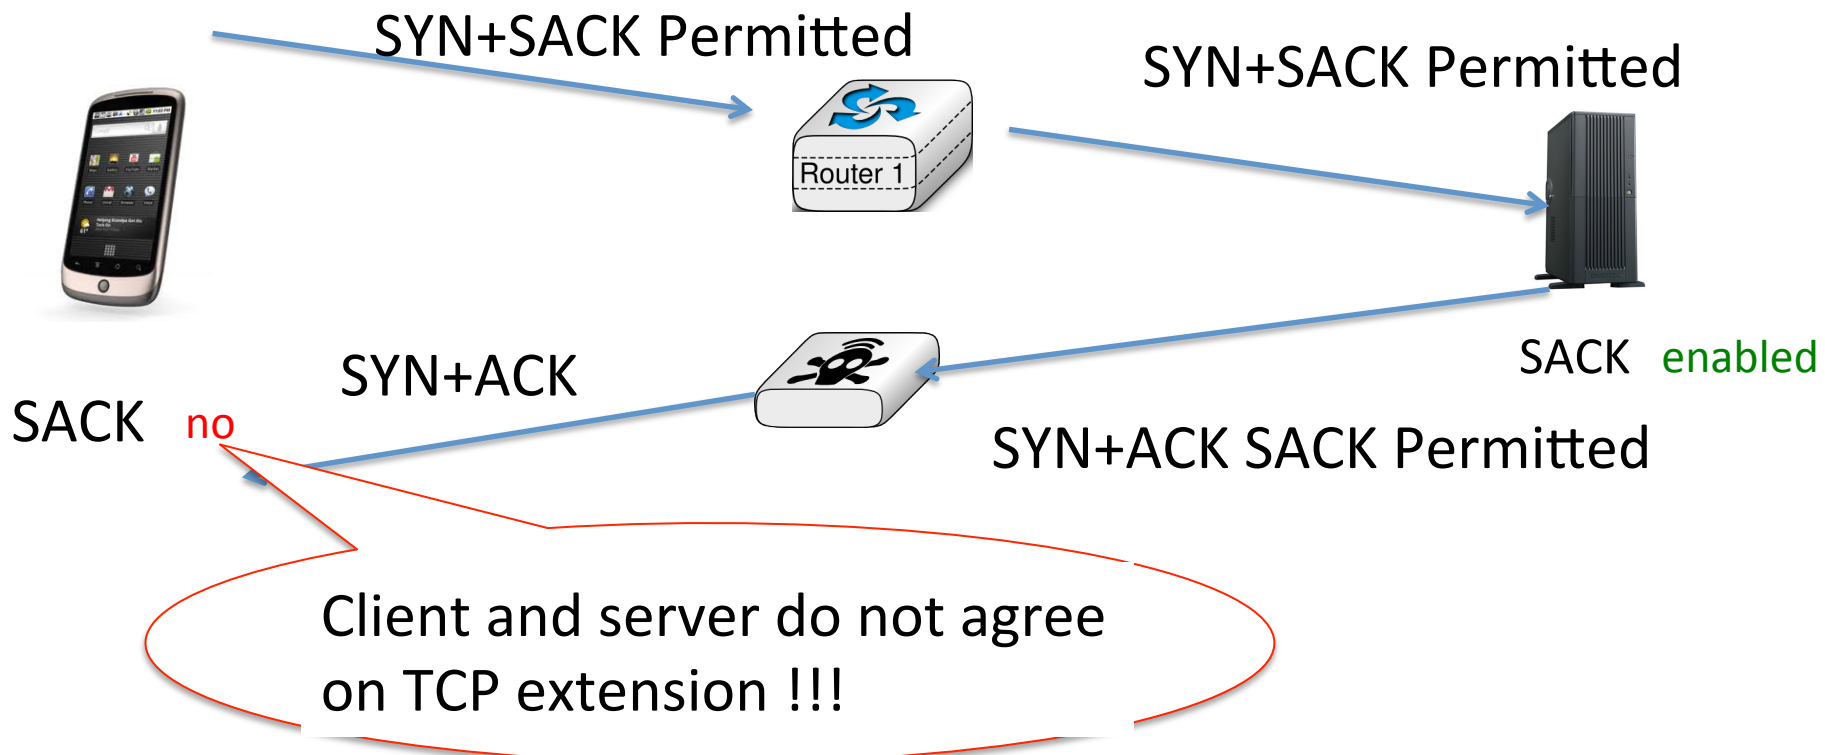 SYN+SACK Permitted
SYN+SACK Permitted
Router 1
SYN+ACK
SACK enabled
SACK no
SYN+ACK SACK Permitted
Client and server do not agree
on TCP extension !!!